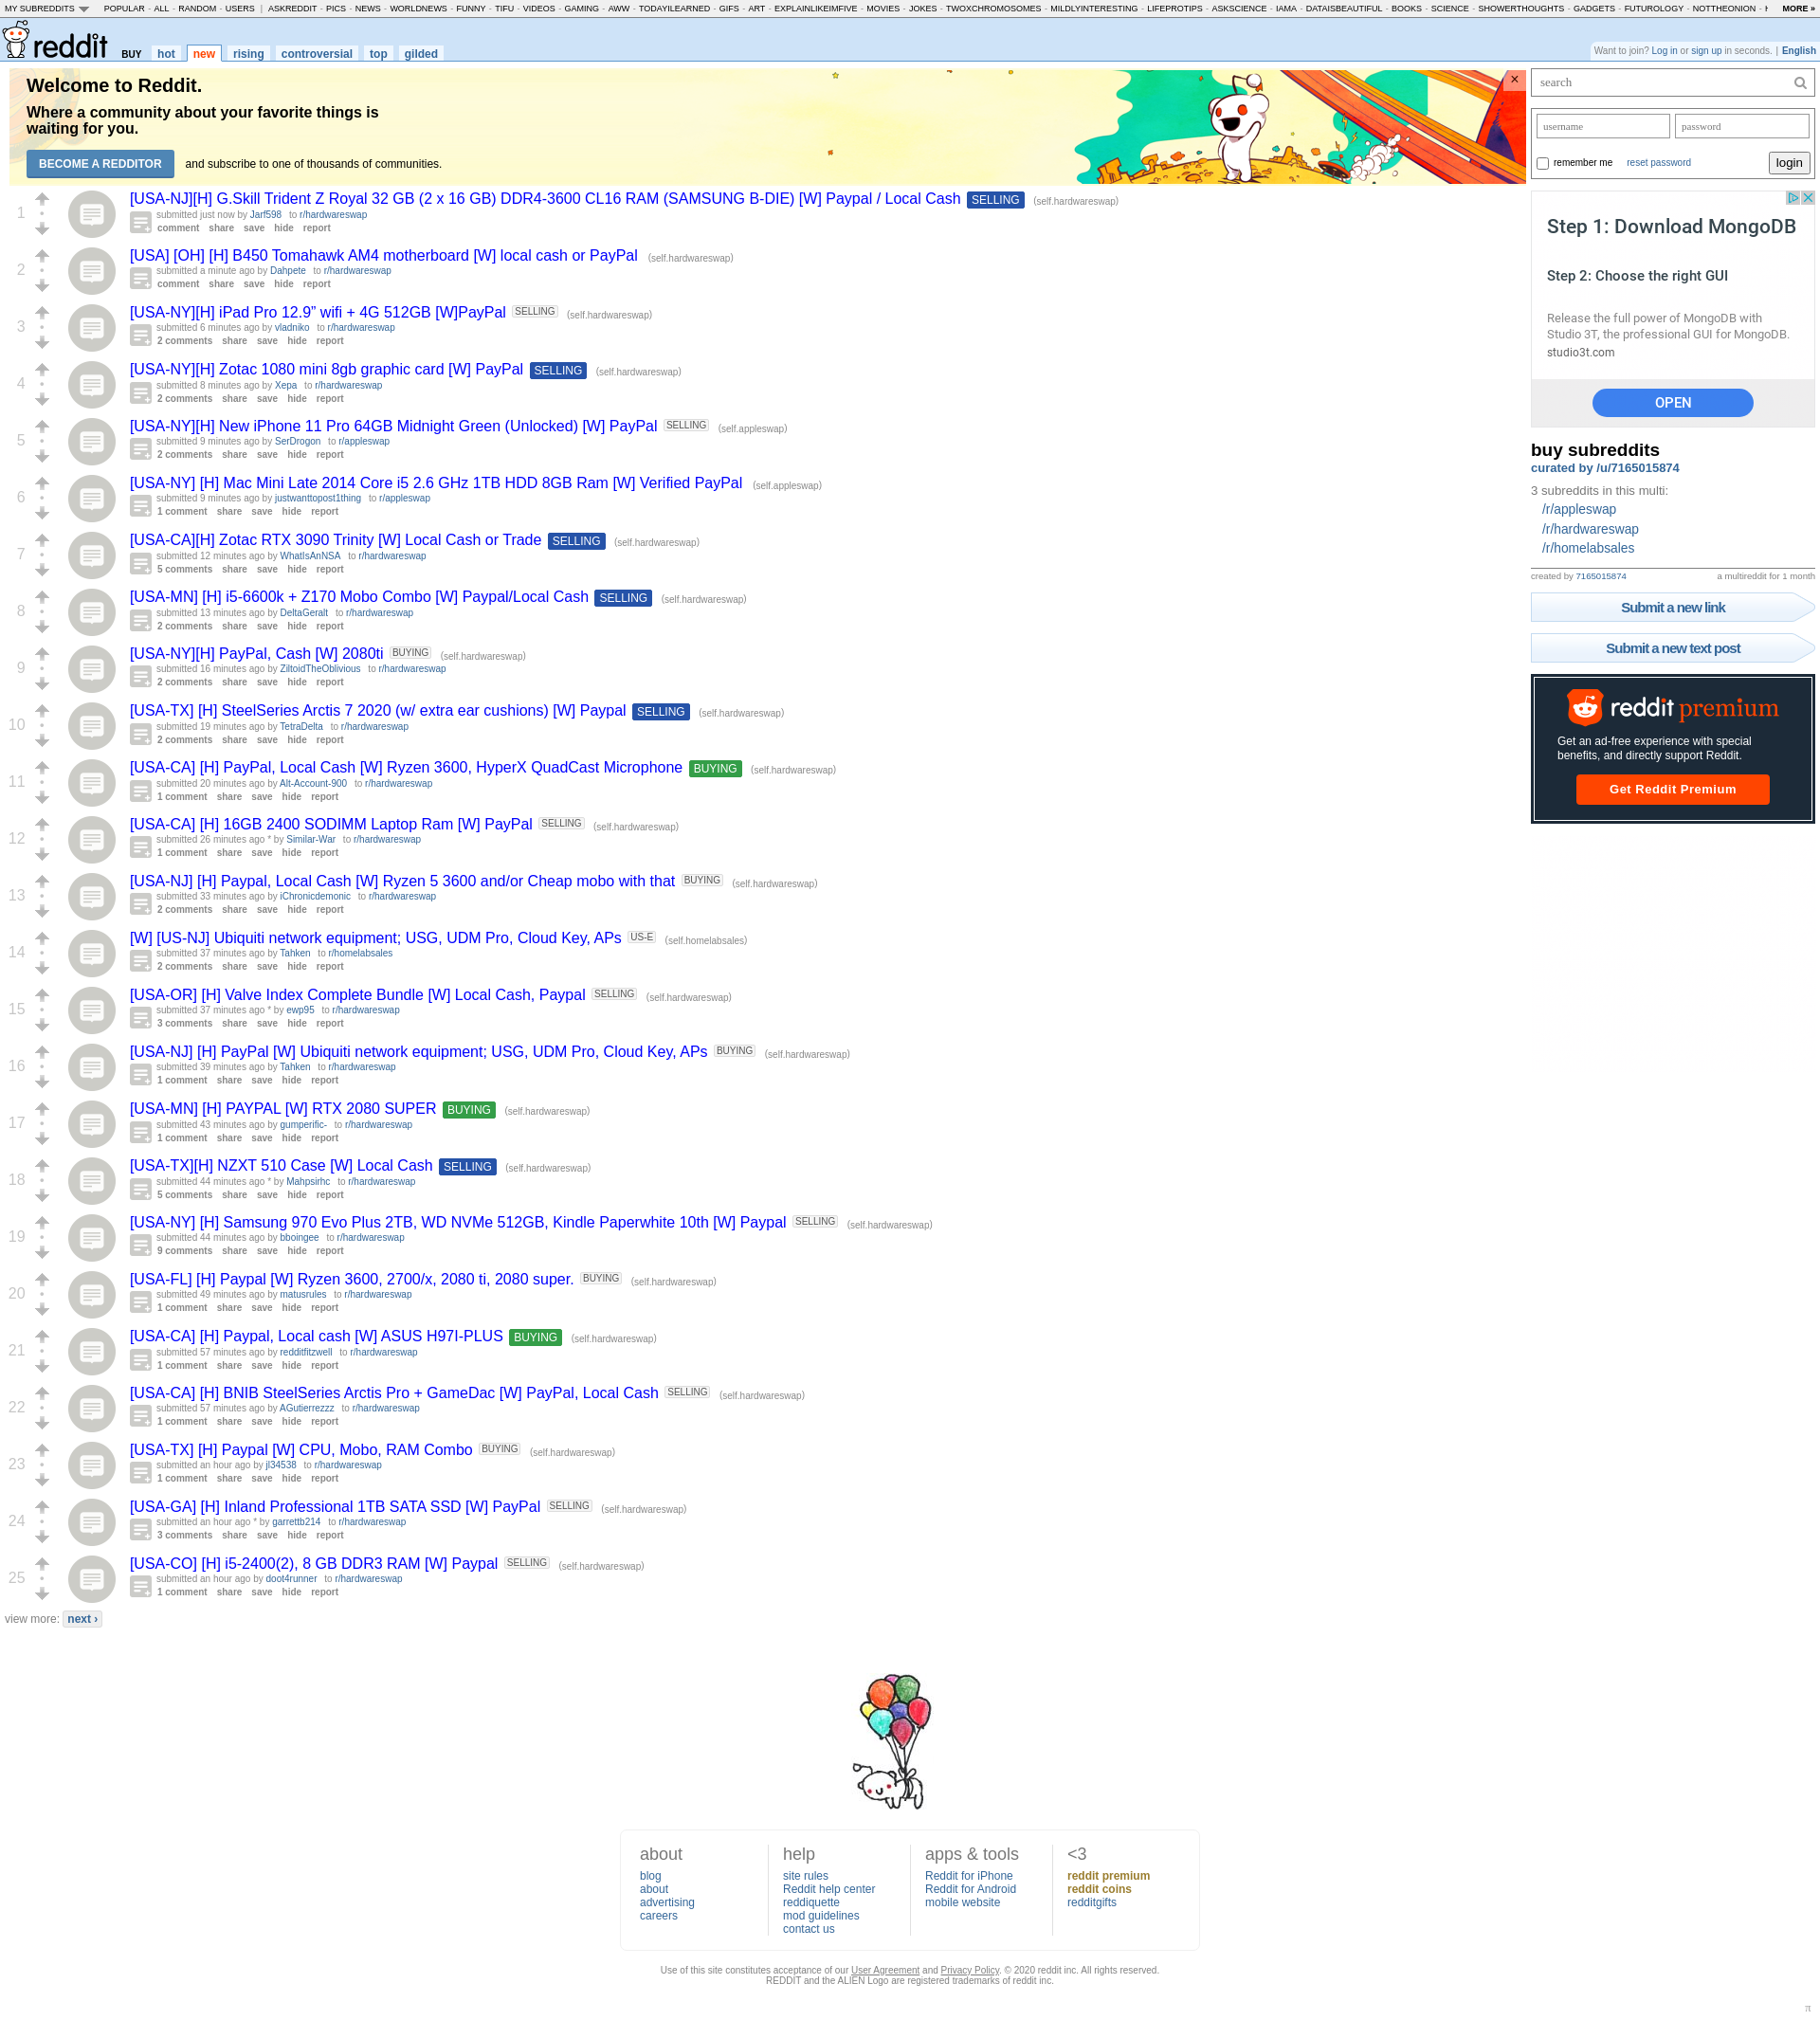 MY SUBREDDITS POPULAR - ALL - RANDOM - USERS | ASKREDDIT - PICS - NEWS - WORLDNEWS - FUNNY - TIFU - VIDEOS - GAMING - AWW - TODAYILEARNED - GIFS - ART - EXPLAINLIKEIMFIVE - MOVIES - JOKES - TWOXCHROMOSOMES - MILDLYINTERESTING - LIFEPROTIPS - ASKSCIENCE - IAMA - DATAISBEAUTIFUL - BOOKS - SCIENCE - SHOWERTHOUGHTS - GADGETS - FUTUROLOGY - NOTTHEONION - MORE »
reddit BUY hot new rising controversial top gilded
Want to join? Log in or sign up in seconds. | English
Welcome to Reddit.
Where a community about your favorite things is
waiting for you.
BECOME A REDDITOR and subscribe to one of thousands of communities.
×
1
[USA-NJ][H] G.Skill Trident Z Royal 32 GB (2 x 16 GB) DDR4-3600 CL16 RAM (SAMSUNG B-DIE) [W] Paypal / Local Cash SELLING (self.hardwareswap)
submitted just now by Jarf598 to r/hardwareswap
comment share save hide report
2
[USA] [OH] [H] B450 Tomahawk AM4 motherboard [W] local cash or PayPal (self.hardwareswap)
submitted a minute ago by Dahpete to r/hardwareswap
comment share save hide report
3
[USA-NY][H] iPad Pro 12.9” wifi + 4G 512GB [W]PayPal SELLING (self.hardwareswap)
submitted 6 minutes ago by vladniko to r/hardwareswap
2 comments share save hide report
4
[USA-NY][H] Zotac 1080 mini 8gb graphic card [W] PayPal SELLING (self.hardwareswap)
submitted 8 minutes ago by Xepa to r/hardwareswap
2 comments share save hide report
5
[USA-NY][H] New iPhone 11 Pro 64GB Midnight Green (Unlocked) [W] PayPal SELLING (self.appleswap)
submitted 9 minutes ago by SerDrogon to r/appleswap
2 comments share save hide report
6
[USA-NY] [H] Mac Mini Late 2014 Core i5 2.6 GHz 1TB HDD 8GB Ram [W] Verified PayPal (self.appleswap)
submitted 9 minutes ago by justwanttopost1thing to r/appleswap
1 comment share save hide report
7
[USA-CA][H] Zotac RTX 3090 Trinity [W] Local Cash or Trade SELLING (self.hardwareswap)
submitted 12 minutes ago by WhatIsAnNSA to r/hardwareswap
5 comments share save hide report
8
[USA-MN] [H] i5-6600k + Z170 Mobo Combo [W] Paypal/Local Cash SELLING (self.hardwareswap)
submitted 13 minutes ago by DeltaGeralt to r/hardwareswap
2 comments share save hide report
9
[USA-NY][H] PayPal, Cash [W] 2080ti BUYING (self.hardwareswap)
submitted 16 minutes ago by ZiltoidTheOblivious to r/hardwareswap
2 comments share save hide report
10
[USA-TX] [H] SteelSeries Arctis 7 2020 (w/ extra ear cushions) [W] Paypal SELLING (self.hardwareswap)
submitted 19 minutes ago by TetraDelta to r/hardwareswap
2 comments share save hide report
11
[USA-CA] [H] PayPal, Local Cash [W] Ryzen 3600, HyperX QuadCast Microphone BUYING (self.hardwareswap)
submitted 20 minutes ago by Alt-Account-900 to r/hardwareswap
1 comment share save hide report
12
[USA-CA] [H] 16GB 2400 SODIMM Laptop Ram [W] PayPal SELLING (self.hardwareswap)
submitted 26 minutes ago * by Similar-War to r/hardwareswap
1 comment share save hide report
13
[USA-NJ] [H] Paypal, Local Cash [W] Ryzen 5 3600 and/or Cheap mobo with that BUYING (self.hardwareswap)
submitted 33 minutes ago by iChronicdemonic to r/hardwareswap
2 comments share save hide report
14
[W] [US-NJ] Ubiquiti network equipment; USG, UDM Pro, Cloud Key, APs US-E (self.homelabsales)
submitted 37 minutes ago by Tahken to r/homelabsales
2 comments share save hide report
15
[USA-OR] [H] Valve Index Complete Bundle [W] Local Cash, Paypal SELLING (self.hardwareswap)
submitted 37 minutes ago * by ewp95 to r/hardwareswap
3 comments share save hide report
16
[USA-NJ] [H] PayPal [W] Ubiquiti network equipment; USG, UDM Pro, Cloud Key, APs BUYING (self.hardwareswap)
submitted 39 minutes ago by Tahken to r/hardwareswap
1 comment share save hide report
17
[USA-MN] [H] PAYPAL [W] RTX 2080 SUPER BUYING (self.hardwareswap)
submitted 43 minutes ago by gumperific- to r/hardwareswap
1 comment share save hide report
18
[USA-TX][H] NZXT 510 Case [W] Local Cash SELLING (self.hardwareswap)
submitted 44 minutes ago * by Mahpsirhc to r/hardwareswap
5 comments share save hide report
19
[USA-NY] [H] Samsung 970 Evo Plus 2TB, WD NVMe 512GB, Kindle Paperwhite 10th [W] Paypal SELLING (self.hardwareswap)
submitted 44 minutes ago by bboingee to r/hardwareswap
9 comments share save hide report
20
[USA-FL] [H] Paypal [W] Ryzen 3600, 2700/x, 2080 ti, 2080 super. BUYING (self.hardwareswap)
submitted 49 minutes ago by matusrules to r/hardwareswap
1 comment share save hide report
21
[USA-CA] [H] Paypal, Local cash [W] ASUS H97I-PLUS BUYING (self.hardwareswap)
submitted 57 minutes ago by redditfitzwell to r/hardwareswap
1 comment share save hide report
22
[USA-CA] [H] BNIB SteelSeries Arctis Pro + GameDac [W] PayPal, Local Cash SELLING (self.hardwareswap)
submitted 57 minutes ago by AGutierrezzz to r/hardwareswap
1 comment share save hide report
23
[USA-TX] [H] Paypal [W] CPU, Mobo, RAM Combo BUYING (self.hardwareswap)
submitted an hour ago by jl34538 to r/hardwareswap
1 comment share save hide report
24
[USA-GA] [H] Inland Professional 1TB SATA SSD [W] PayPal SELLING (self.hardwareswap)
submitted an hour ago * by garrettb214 to r/hardwareswap
3 comments share save hide report
25
[USA-CO] [H] i5-2400(2), 8 GB DDR3 RAM [W] Paypal SELLING (self.hardwareswap)
submitted an hour ago by doot4runner to r/hardwareswap
1 comment share save hide report
view more: next ›
search
username password
remember me reset password login
Step 1: Download MongoDB
Step 2: Choose the right GUI
Release the full power of MongoDB with
Studio 3T, the professional GUI for MongoDB.
studio3t.com
OPEN
buy subreddits
curated by /u/7165015874
3 subreddits in this multi:
/r/appleswap
/r/hardwareswap
/r/homelabsales
created by 7165015874 a multireddit for 1 month
Submit a new link
Submit a new text post
reddit premium
Get an ad-free experience with special
benefits, and directly support Reddit.
Get Reddit Premium
about
blog
about
advertising
careers
help
site rules
Reddit help center
reddiquette
mod guidelines
contact us
apps & tools
Reddit for iPhone
Reddit for Android
mobile website
<3
reddit premium
reddit coins
redditgifts
Use of this site constitutes acceptance of our User Agreement and Privacy Policy. © 2020 reddit inc. All rights reserved.
REDDIT and the ALIEN Logo are registered trademarks of reddit inc.
π